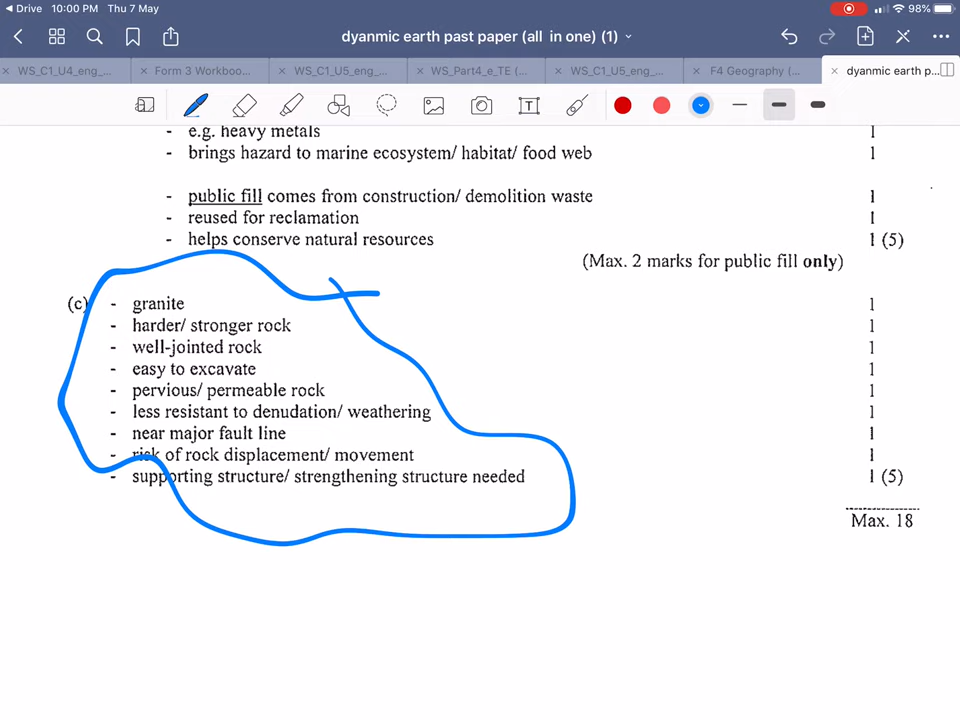 Drive 10:00 PM Thu 7 May 98%
dyanmic earth past paper (all in one) (1)
WS_C1_U4_eng_... Form 3 Workboo... WS_C1_U5_eng_... WS_Part4_e_TE (... WS_C1_U5_eng_... F4 Geography (... dyanmic earth p...
- e.g. heavy metals 1
- brings hazard to marine ecosystem/ habitat/ food web 1
- public fill comes from construction/ demolition waste 1
- reused for reclamation 1
- helps conserve natural resources 1 (5)
(Max. 2 marks for public fill only)
(c) - granite 1
- harder/ stronger rock 1
- well-jointed rock 1
- easy to excavate 1
- pervious/ permeable rock 1
- less resistant to denudation/ weathering 1
- near major fault line 1
- risk of rock displacement/ movement 1
- supporting structure/ strengthening structure needed 1 (5)
Max. 18